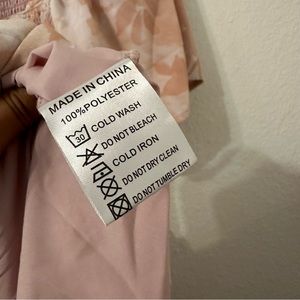 MADE IN CHINA
100%POLYESTER
30 COLD WASH
DO NOT BLEACH
COLD IRON
DO NOT DRY CLEAN
DO NOT TUMBLE DRY